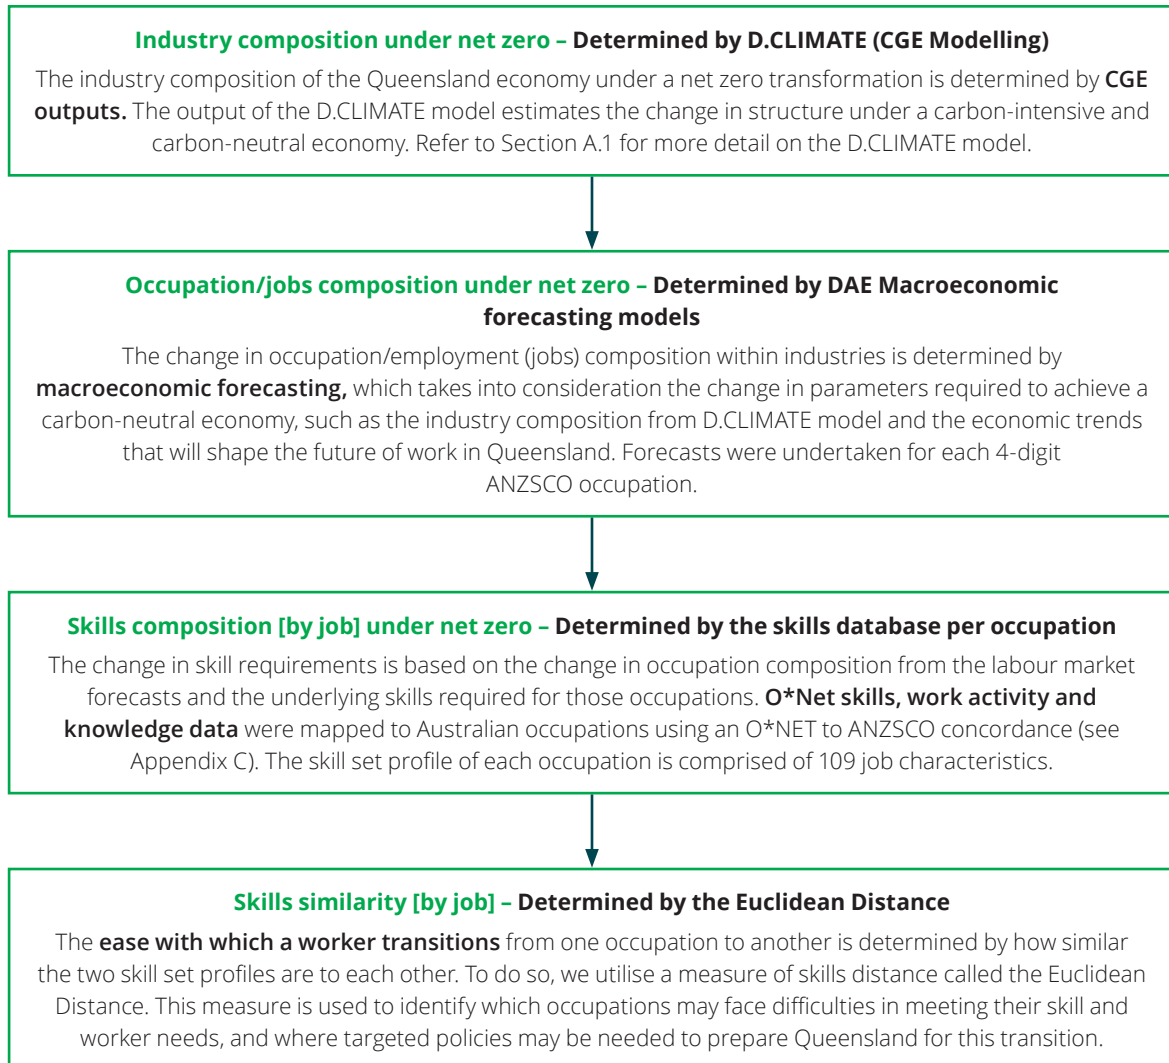 Industry composition under net zero – Determined by D.CLIMATE (CGE Modelling)
The industry composition of the Queensland economy under a net zero transformation is determined by CGE
outputs. The output of the D.CLIMATE model estimates the change in structure under a carbon-intensive and
carbon-neutral economy. Refer to Section A.1 for more detail on the D.CLIMATE model.
Occupation/jobs composition under net zero – Determined by DAE Macroeconomic
forecasting models
The change in occupation/employment (jobs) composition within industries is determined by
macroeconomic forecasting, which takes into consideration the change in parameters required to achieve a
carbon-neutral economy, such as the industry composition from D.CLIMATE model and the economic trends
that will shape the future of work in Queensland. Forecasts were undertaken for each 4-digit
ANZSCO occupation.
Skills composition [by job] under net zero – Determined by the skills database per occupation
The change in skill requirements is based on the change in occupation composition from the labour market
forecasts and the underlying skills required for those occupations. O*Net skills, work activity and
knowledge data were mapped to Australian occupations using an O*NET to ANZSCO concordance (see
Appendix C). The skill set profile of each occupation is comprised of 109 job characteristics.
Skills similarity [by job] – Determined by the Euclidean Distance
The ease with which a worker transitions from one occupation to another is determined by how similar
the two skill set profiles are to each other. To do so, we utilise a measure of skills distance called the Euclidean
Distance. This measure is used to identify which occupations may face difficulties in meeting their skill and
worker needs, and where targeted policies may be needed to prepare Queensland for this transition.